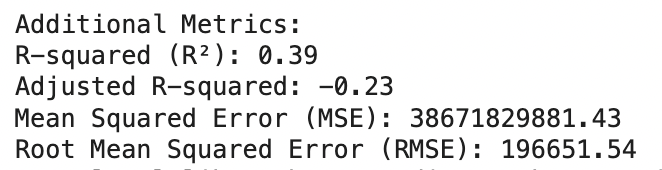 Additional Metrics:
R-squared (R²): 0.39
Adjusted R-squared: -0.23
Mean Squared Error (MSE): 38671829881.43
Root Mean Squared Error (RMSE): 196651.54